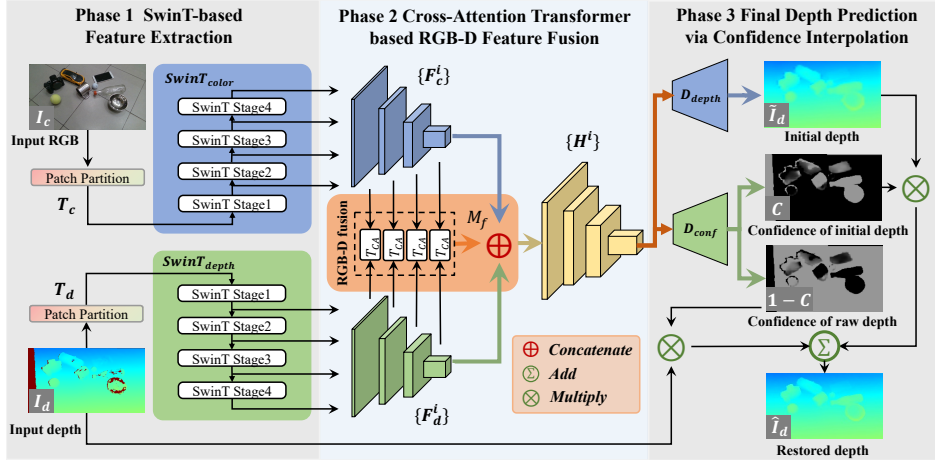 Phase 1 SwinT-based
Feature Extraction
Phase 2 Cross-Attention Transformer
based RGB-D Feature Fusion
Phase 3 Final Depth Prediction
via Confidence Interpolation
I_c
Input RGB
Patch Partition
T_c
SwinT_color
SwinT Stage4
SwinT Stage3
SwinT Stage2
SwinT Stage1
T_d
Patch Partition
I_d
Input depth
SwinT_depth
SwinT Stage1
SwinT Stage2
SwinT Stage3
SwinT Stage4
{F_c^i}
RGB-D fusion
T_CA
T_CA
T_CA
T_CA
M_f
{F_d^i}
{H^i}
Concatenate
Add
Multiply
D_depth
D_conf
Ĩ_d
Initial depth
C
Confidence of initial depth
1 − C
Confidence of raw depth
Σ
Î_d
Restored depth